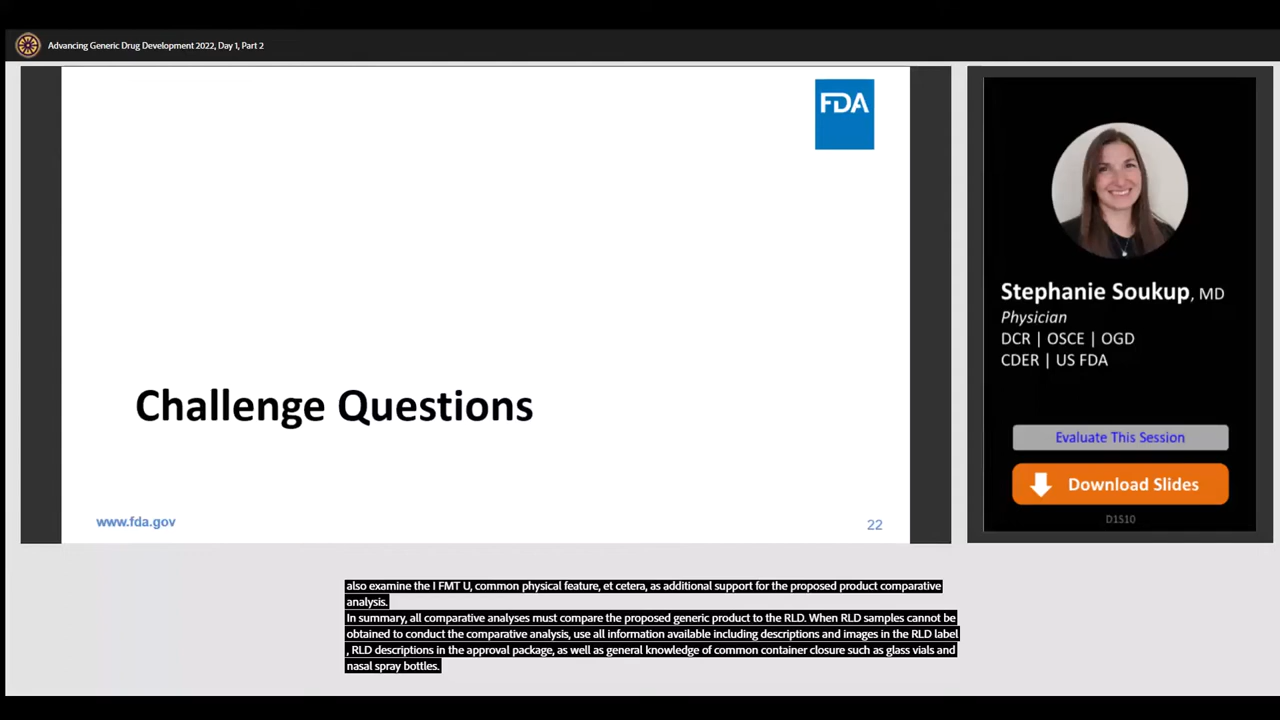 Advancing Generic Drug Development 2022, Day 1, Part 2
FDA
Challenge Questions
www.fda.gov
22
Stephanie Soukup, MD
Physician
DCR | OSCE | OGD
CDER | US FDA
Evaluate This Session
Download Slides
D1S10
also examine the I FMT U, common physical feature, et cetera, as additional support for the proposed product comparative
analysis.
In summary, all comparative analyses must compare the proposed generic product to the RLD. When RLD samples cannot be
obtained to conduct the comparative analysis, use all information available including descriptions and images in the RLD label
, RLD descriptions in the approval package, as well as general knowledge of common container closure such as glass vials and
nasal spray bottles.